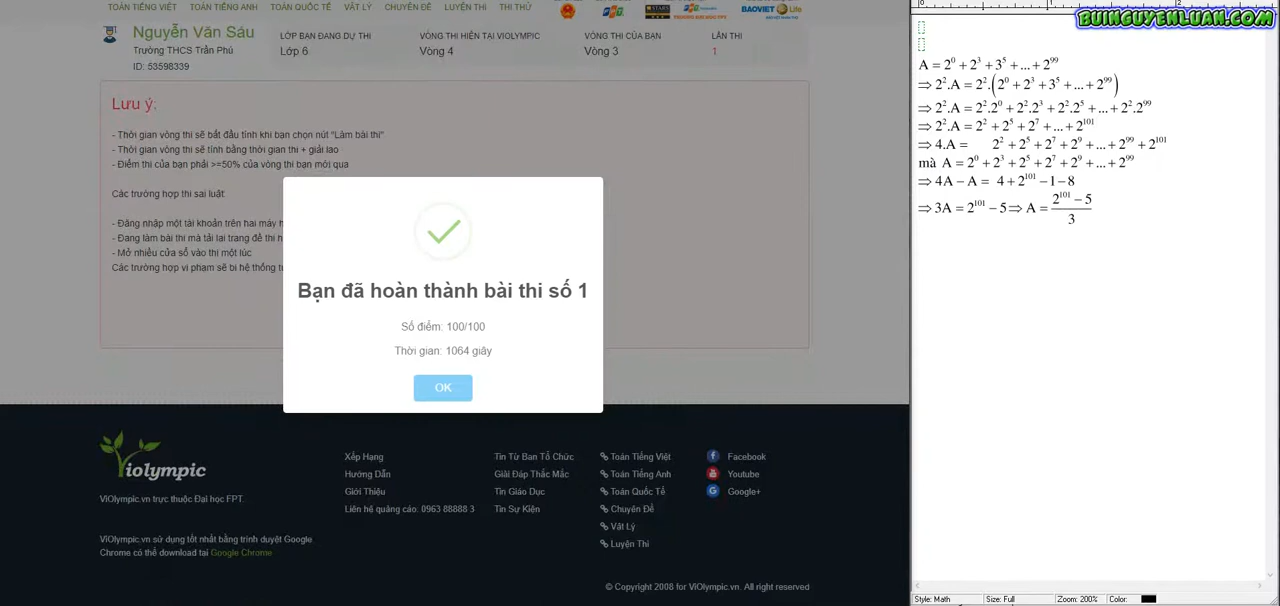 TOÁN TIẾNG VIỆT TOÁN TIẾNG ANH TOÁN QUỐC TẾ VẬT LÝ CHUYÊN ĐỀ LUYỆN THI THI THỬ
STARS
FPT
BAOVIET Life
BUINGUYENLUAN.COM
Nguyễn Văn Sáu
Trường THCS Trần Phú
ID: 53598339
LỚP BẠN ĐANG DỰ THI
Lớp 6
VÒNG THI HIỆN TẠI VIOLYMPIC
Vòng 4
VÒNG THI CỦA BẠN
Vòng 3
LẦN THI
1
Lưu ý:
- Thời gian vòng thi sẽ bắt đầu tính khi bạn chọn nút "Làm bài thi"
- Thời gian vòng thi sẽ tính bằng thời gian thi + giải lao
- Điểm thi của bạn phải >=50% của vòng thi bạn mới qua
Các trường hợp thi sai luật:
- Đăng nhập một tài khoản trên hai máy
- Đang làm bài thi mà tải lại trang đề thi
- Mở nhiều cửa sổ vào thi một lúc
Các trường hợp vi phạm sẽ bị hệ thống
Bạn đã hoàn thành bài thi số 1
Số điểm: 100/100
Thời gian: 1064 giây
OK
Violympic
ViOlympic.vn trực thuộc Đại học FPT.
ViOlympic.vn sử dụng tốt nhất bằng trình duyệt Google
Chrome có thể download tại Google Chrome
Xếp Hạng
Hướng Dẫn
Giới Thiệu
Liên hệ quảng cáo: 0963 88888 3
Tin Từ Ban Tổ Chức
Giải Đáp Thắc Mắc
Tin Giáo Dục
Tin Sự Kiện
Toán Tiếng Việt
Toán Tiếng Anh
Toán Quốc Tế
Chuyên Đề
Vật Lý
Luyện Thi
Facebook
Youtube
Google+
© Copyright 2008 for ViOlympic.vn. All right reserved
0 1 2
A = 2⁰ + 2³ + 3⁵ + ... + 2⁹⁹
⇒ 2².A = 2².(2⁰ + 2³ + 3⁵ + ... + 2⁹⁹)
⇒ 2².A = 2².2⁰ + 2².2³ + 2².2⁵ + ... + 2².2⁹⁹
⇒ 2².A = 2² + 2⁵ + 2⁷ + ... + 2¹⁰¹
⇒ 4.A = 2² + 2⁵ + 2⁷ + 2⁹ + ... + 2⁹⁹ + 2¹⁰¹
mà A = 2⁰ + 2³ + 2⁵ + 2⁷ + 2⁹ + ... + 2⁹⁹
⇒ 4A − A = 4 + 2¹⁰¹ − 1 − 8
⇒ 3A = 2¹⁰¹ − 5 ⇒ A = (2¹⁰¹ − 5)/3
Style: Math Size: Full Zoom: 200% Color: